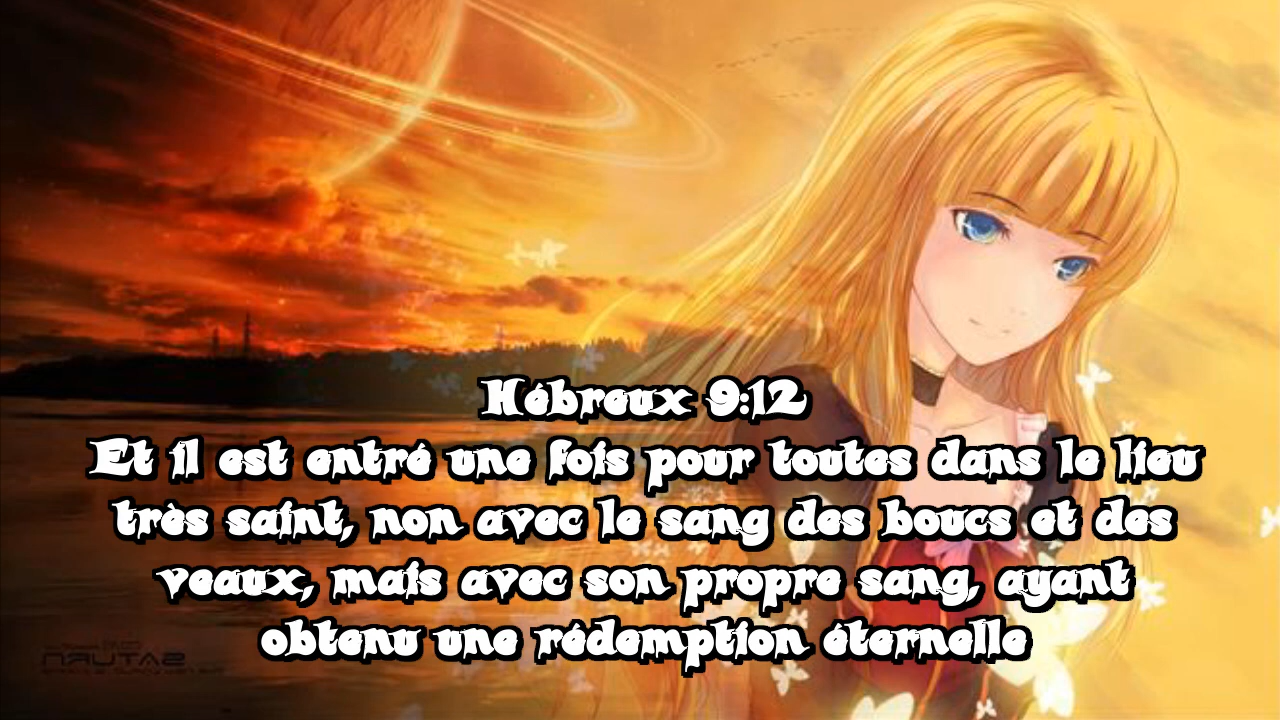 Hébreux 9:12
Et il est entré une fois pour toutes dans le lieu
très saint, non avec le sang des boucs et des
veaux, mais avec son propre sang, ayant
obtenu une rédemption éternelle
SATURN